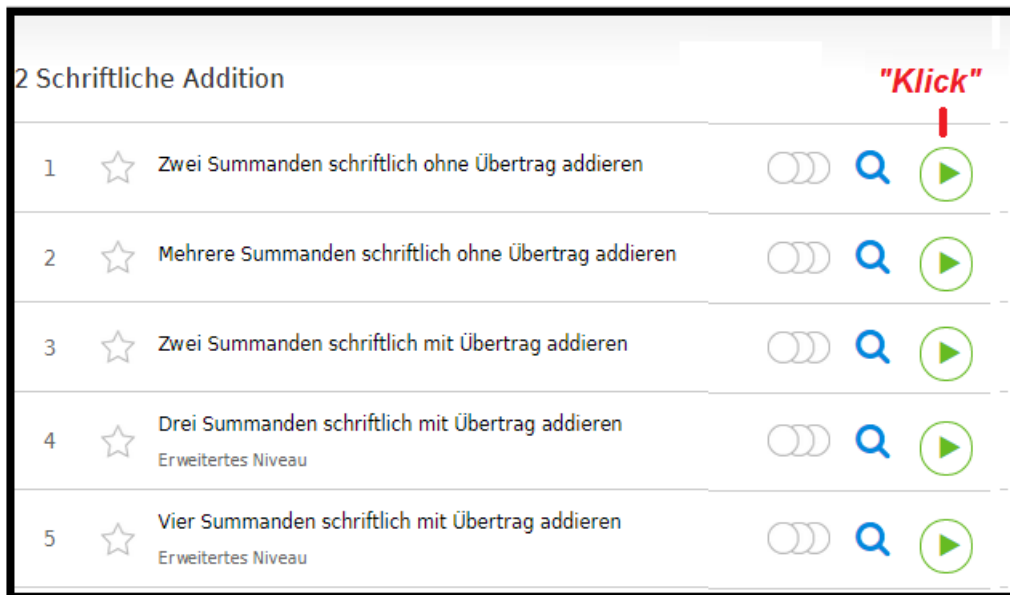 2 Schriftliche Addition
"Klick"
1 Zwei Summanden schriftlich ohne Übertrag addieren
2 Mehrere Summanden schriftlich ohne Übertrag addieren
3 Zwei Summanden schriftlich mit Übertrag addieren
4 Drei Summanden schriftlich mit Übertrag addieren
Erweitertes Niveau
5 Vier Summanden schriftlich mit Übertrag addieren
Erweitertes Niveau